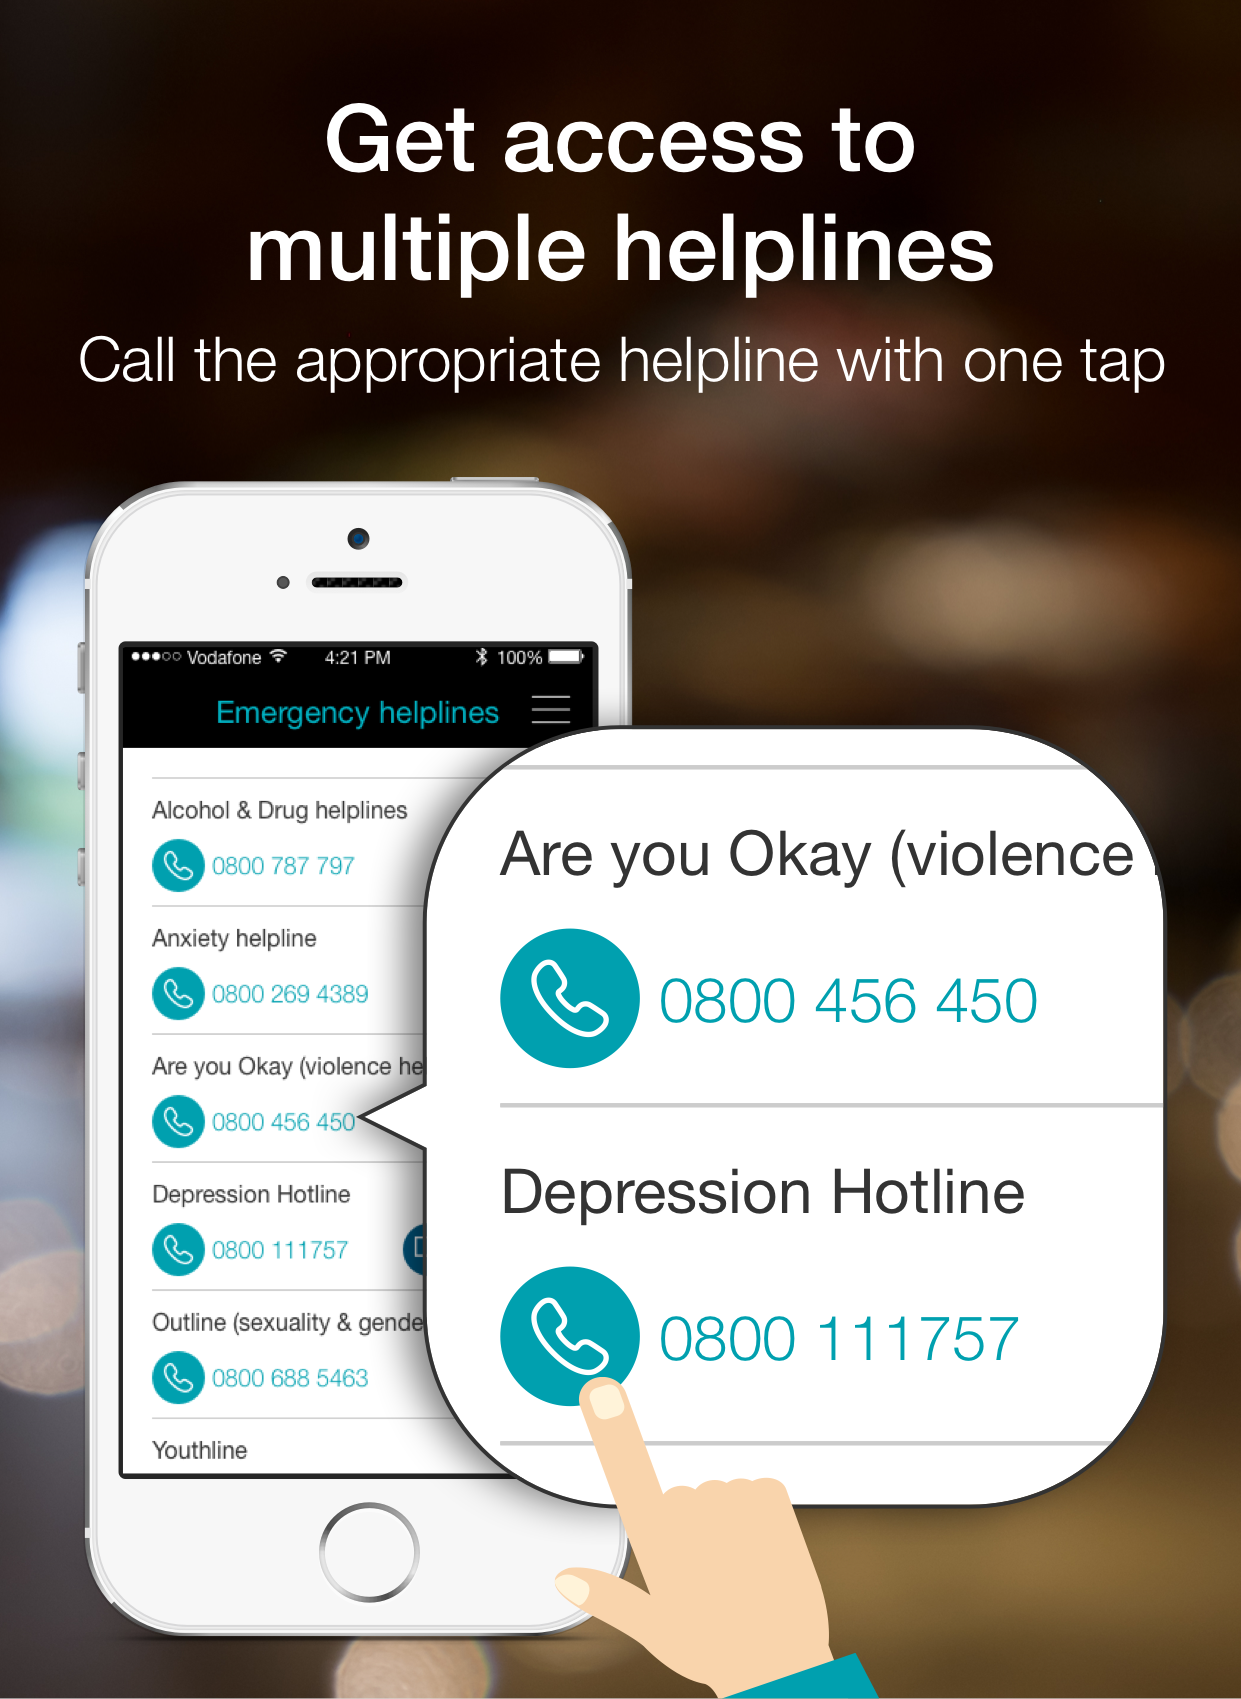 Get access to
multiple helplines
Call the appropriate helpline with one tap
Vodafone 4:21 PM 100%
Emergency helplines
Alcohol & Drug helplines
0800 787 797
Anxiety helpline
0800 269 4389
Are you Okay (violence he
0800 456 450
Depression Hotline
0800 111757
Outline (sexuality & gende
0800 688 5463
Youthline
Are you Okay (violence
0800 456 450
Depression Hotline
0800 111757